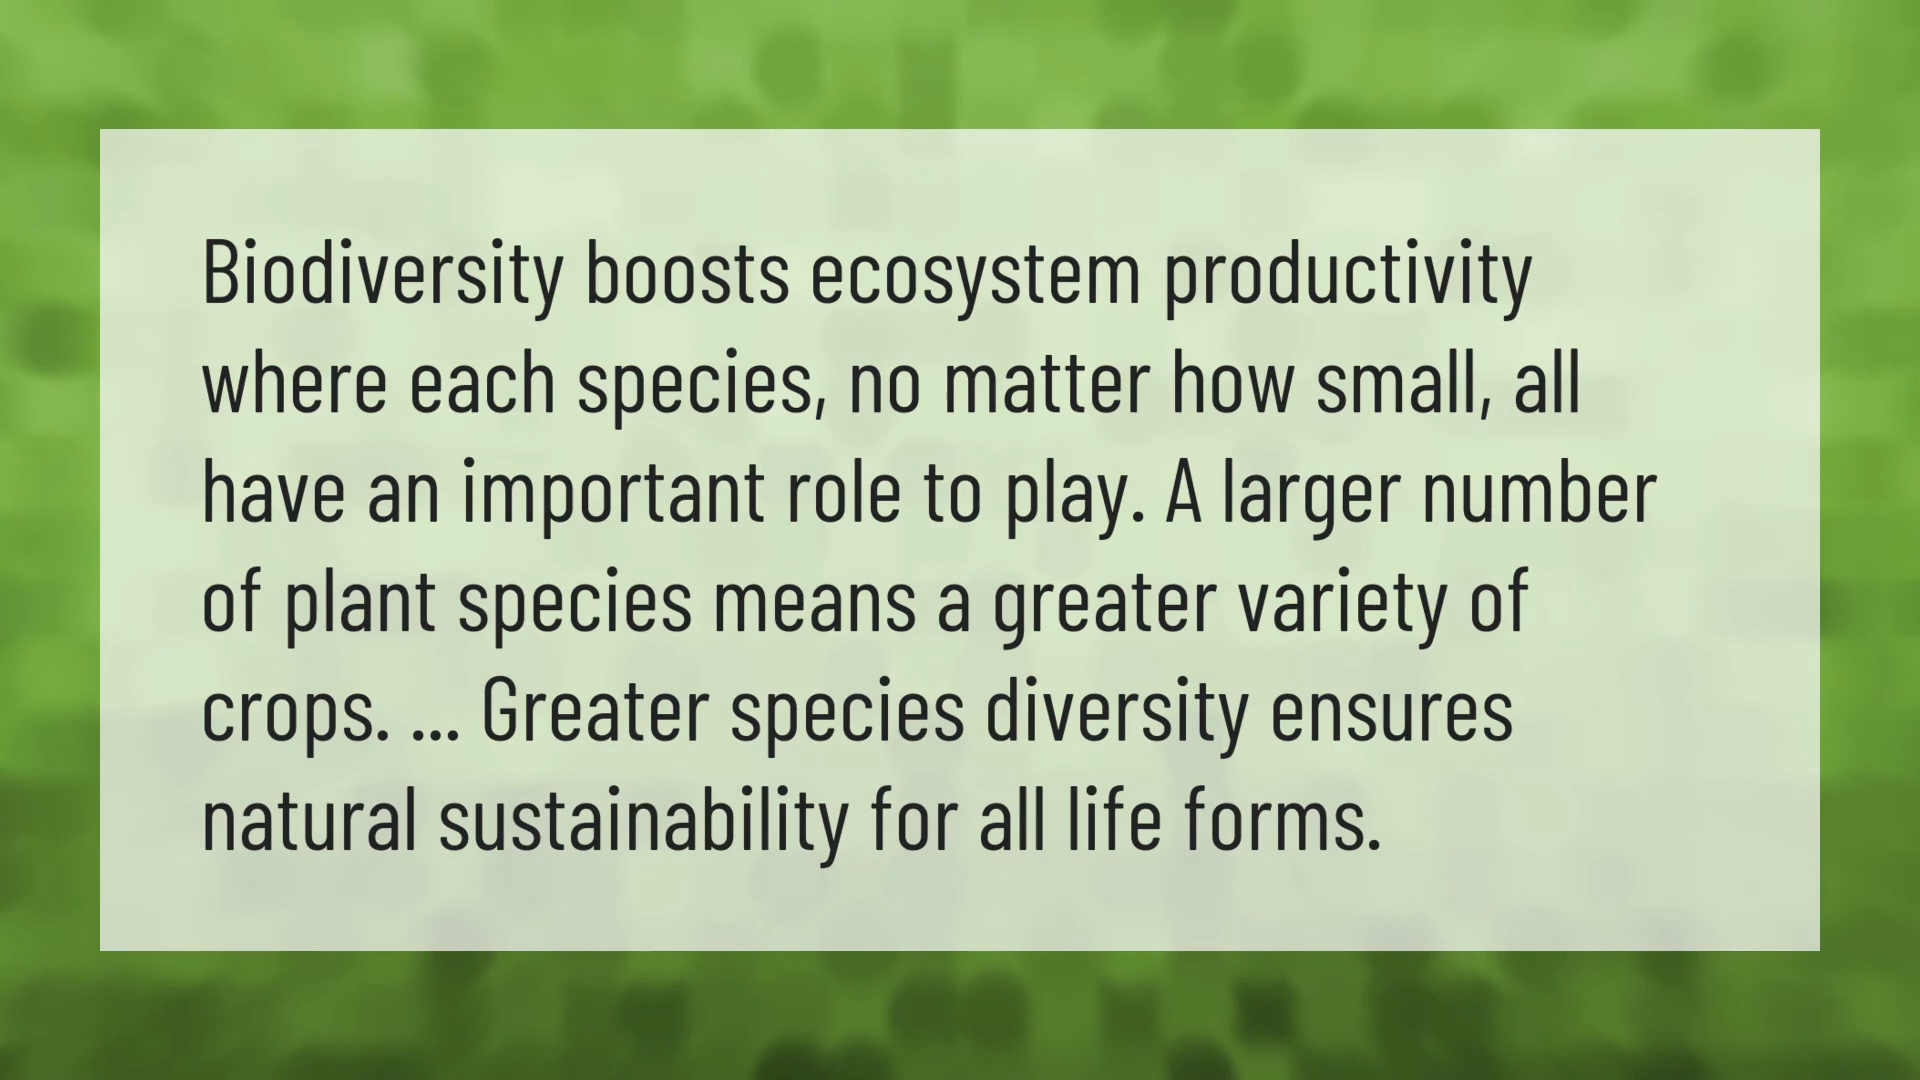 Biodiversity boosts ecosystem productivity
where each species, no matter how small, all
have an important role to play. A larger number
of plant species means a greater variety of
crops. ... Greater species diversity ensures
natural sustainability for all life forms.